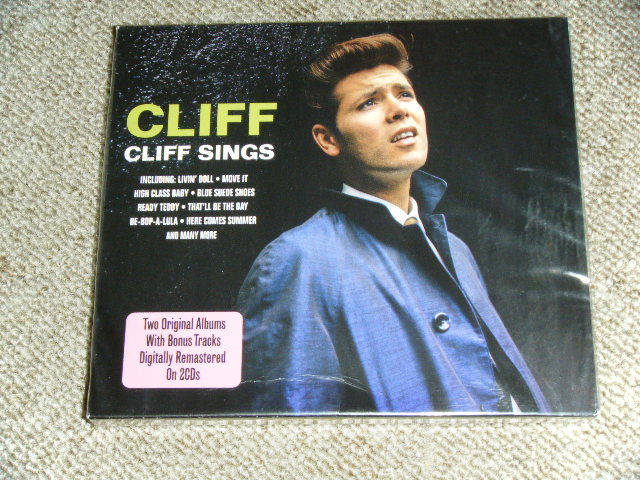 CLIFF
CLIFF SINGS
INCLUDING: LIVIN' DOLL • MOVE IT
HIGH CLASS BABY • BLUE SUEDE SHOES
READY TEDDY • THAT'LL BE THE DAY
BE-BOP-A-LULA • HERE COMES SUMMER
AND MANY MORE
Two Original Albums
With Bonus Tracks
Digitally Remastered
On 2CDs